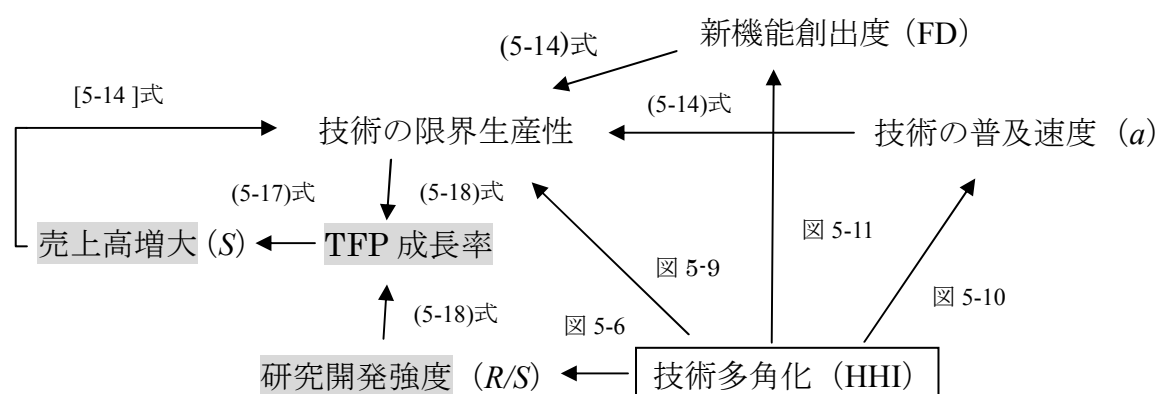 新機能創出度（FD）
(5-14)式
[5-14 ]式
(5-14)式
技術の限界生産性
技術の普及速度（a）
(5-17)式
(5-18)式
売上高増大（S）
TFP 成長率
図 5-11
図 5-9
図 5-10
(5-18)式
図 5-6
研究開発強度（R/S）
技術多角化（HHI）